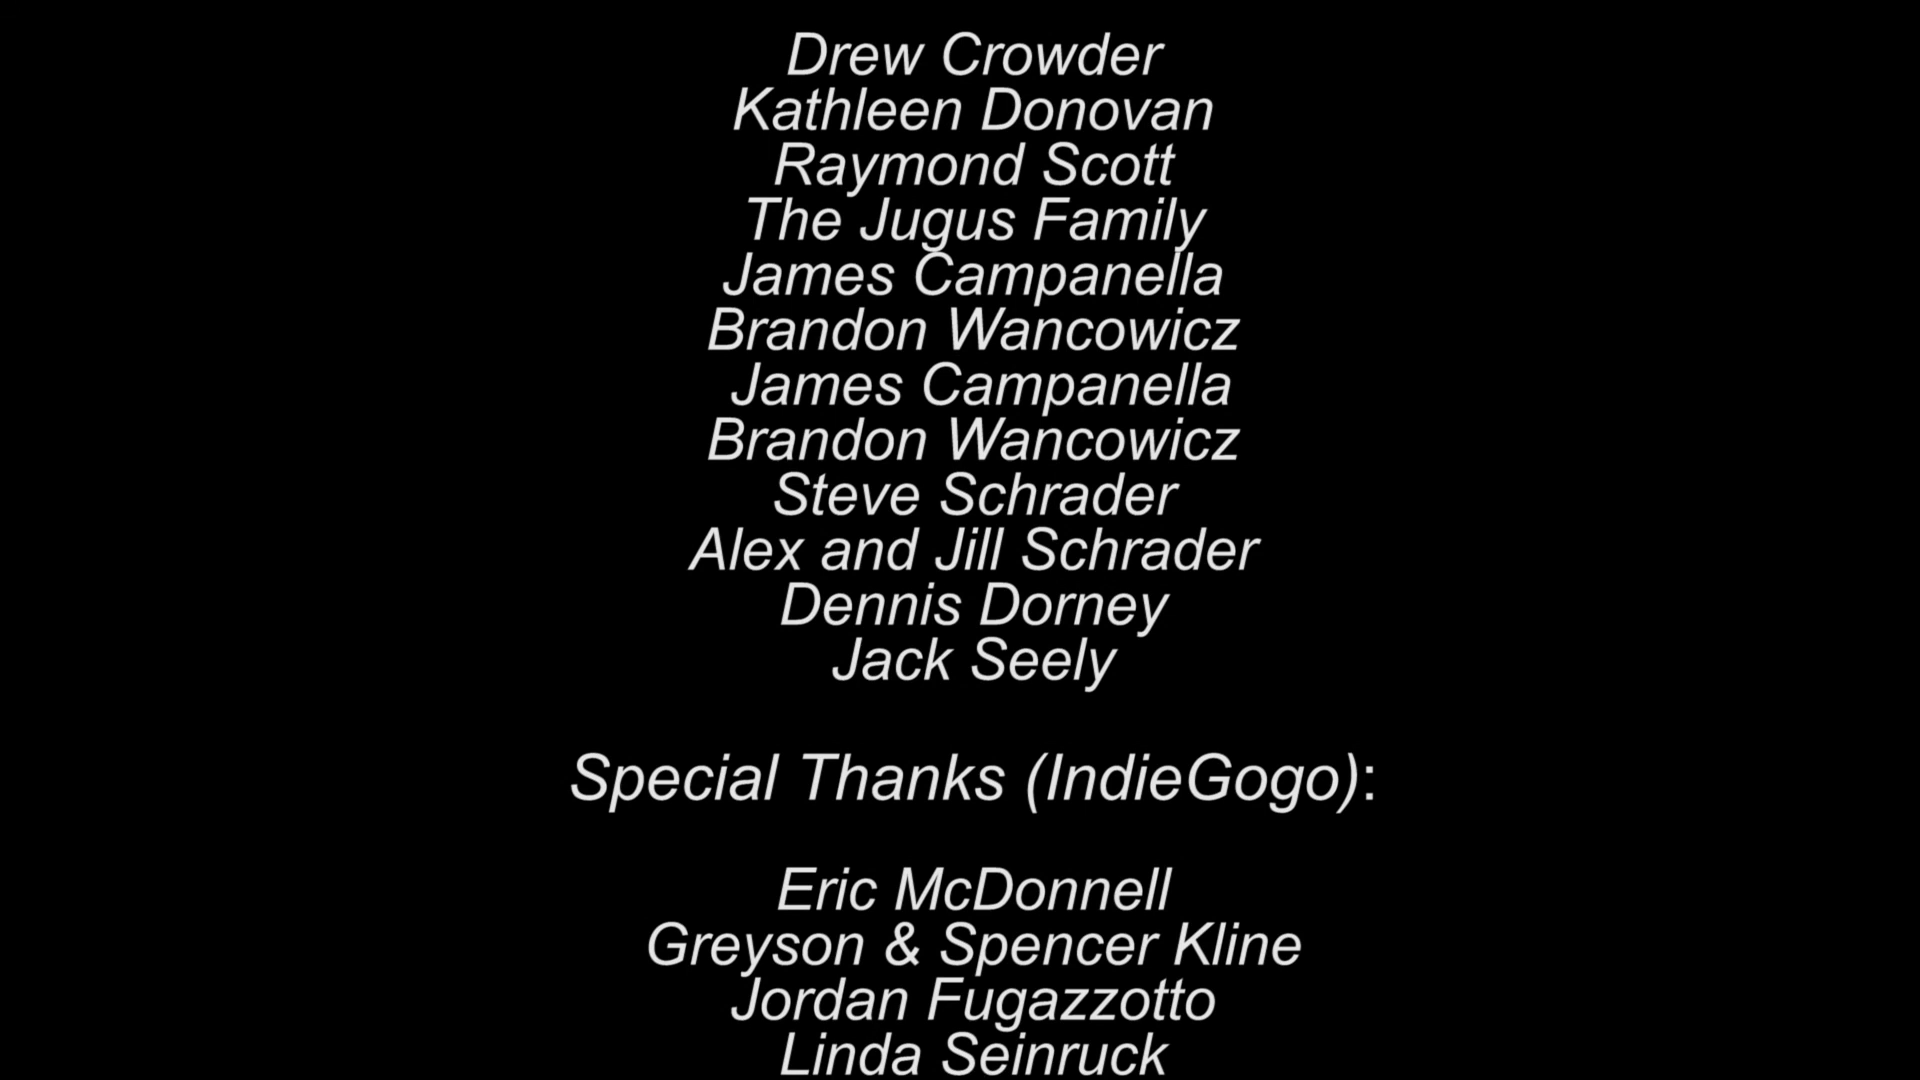 Drew Crowder
Kathleen Donovan
Raymond Scott
The Jugus Family
James Campanella
Brandon Wancowicz
James Campanella
Brandon Wancowicz
Steve Schrader
Alex and Jill Schrader
Dennis Dorney
Jack Seely
Special Thanks (IndieGogo):
Eric McDonnell
Greyson & Spencer Kline
Jordan Fugazzotto
Linda Seinruck